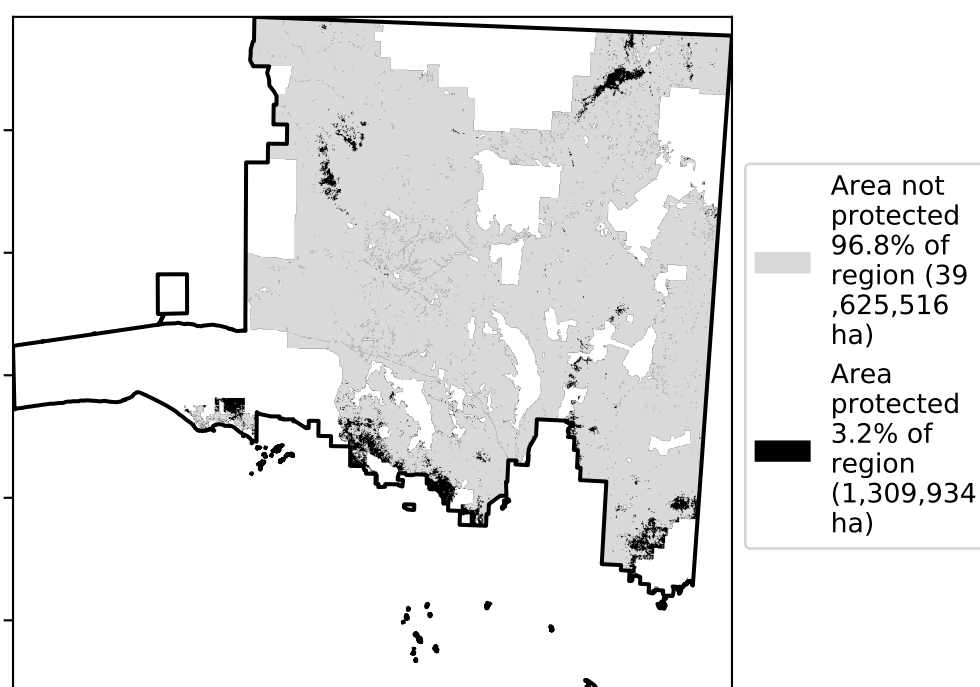 Area not
protected
96.8% of
region (39
,625,516
ha)
Area
protected
3.2% of
region
(1,309,934
ha)